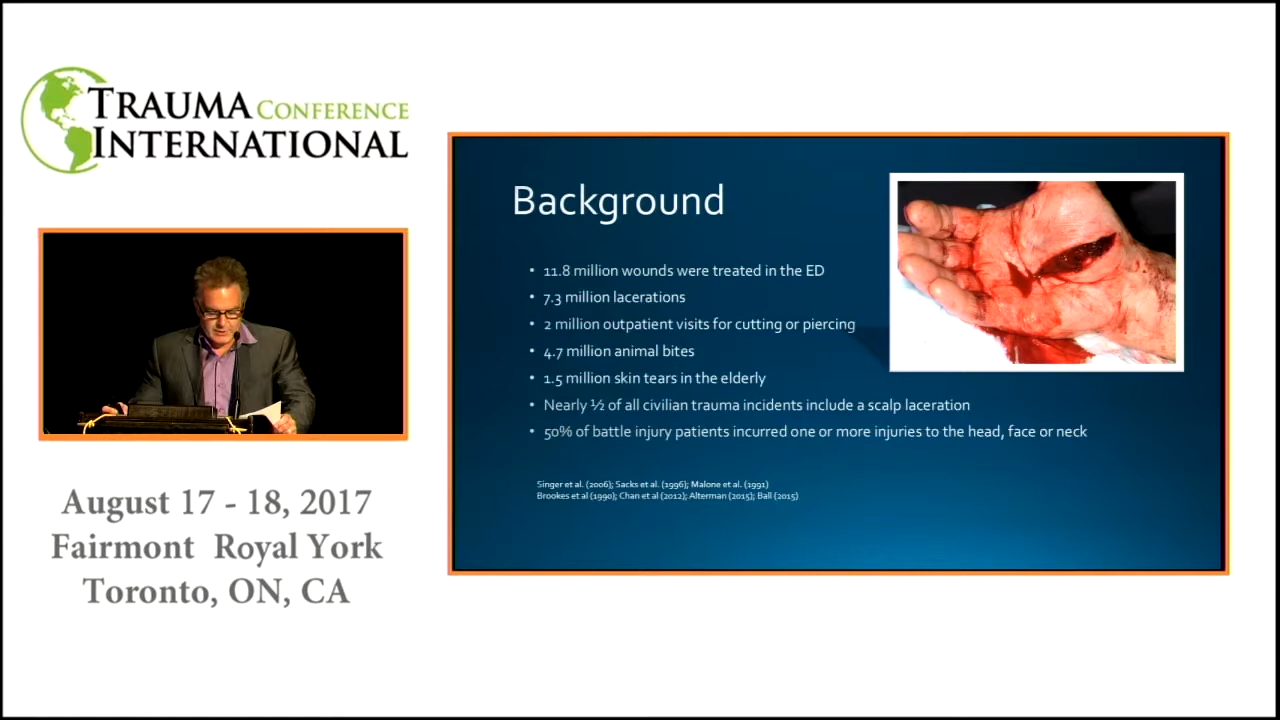 TRAUMA CONFERENCE
INTERNATIONAL
August 17 - 18, 2017
Fairmont Royal York
Toronto, ON, CA
Background
• 11.8 million wounds were treated in the ED
• 7.3 million lacerations
• 2 million outpatient visits for cutting or piercing
• 4.7 million animal bites
• 1.5 million skin tears in the elderly
• Nearly ½ of all civilian trauma incidents include a scalp laceration
• 50% of battle injury patients incurred one or more injuries to the head, face or neck
Singer et al. (2006); Sacks et al. (1996); Malone et al. (1991)
Brookes et al (1990); Chan et al (2012); Alterman (2015); Ball (2015)